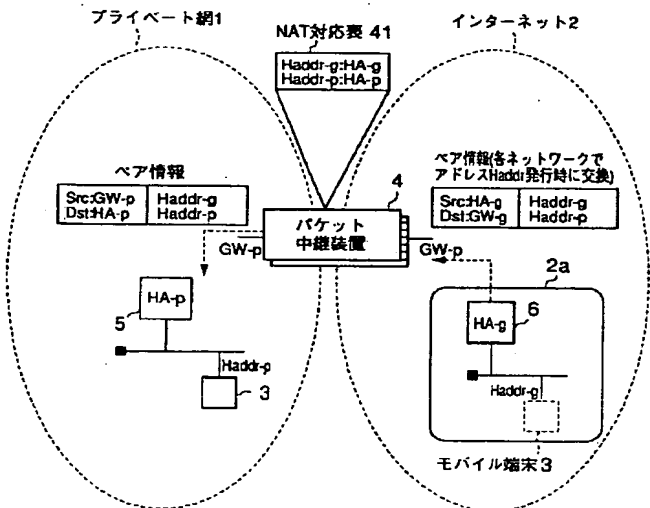 プライベート網1
NAT対応表 41
インターネット2
Haddr-g:HA-g
Haddr-p:HA-p
ペア情報
Src:GW-p Haddr-g
Dst:HA-p Haddr-p
ペア情報(各ネットワークで
アドレスHaddr発行時に交換)
Src:HA-g Haddr-g
Dst:GW-g Haddr-p
4
パケット
中継装置
GW-p
GW-p
2a
HA-p
5
HA-g
6
Haddr-p
3
Haddr-g
モバイル端末3